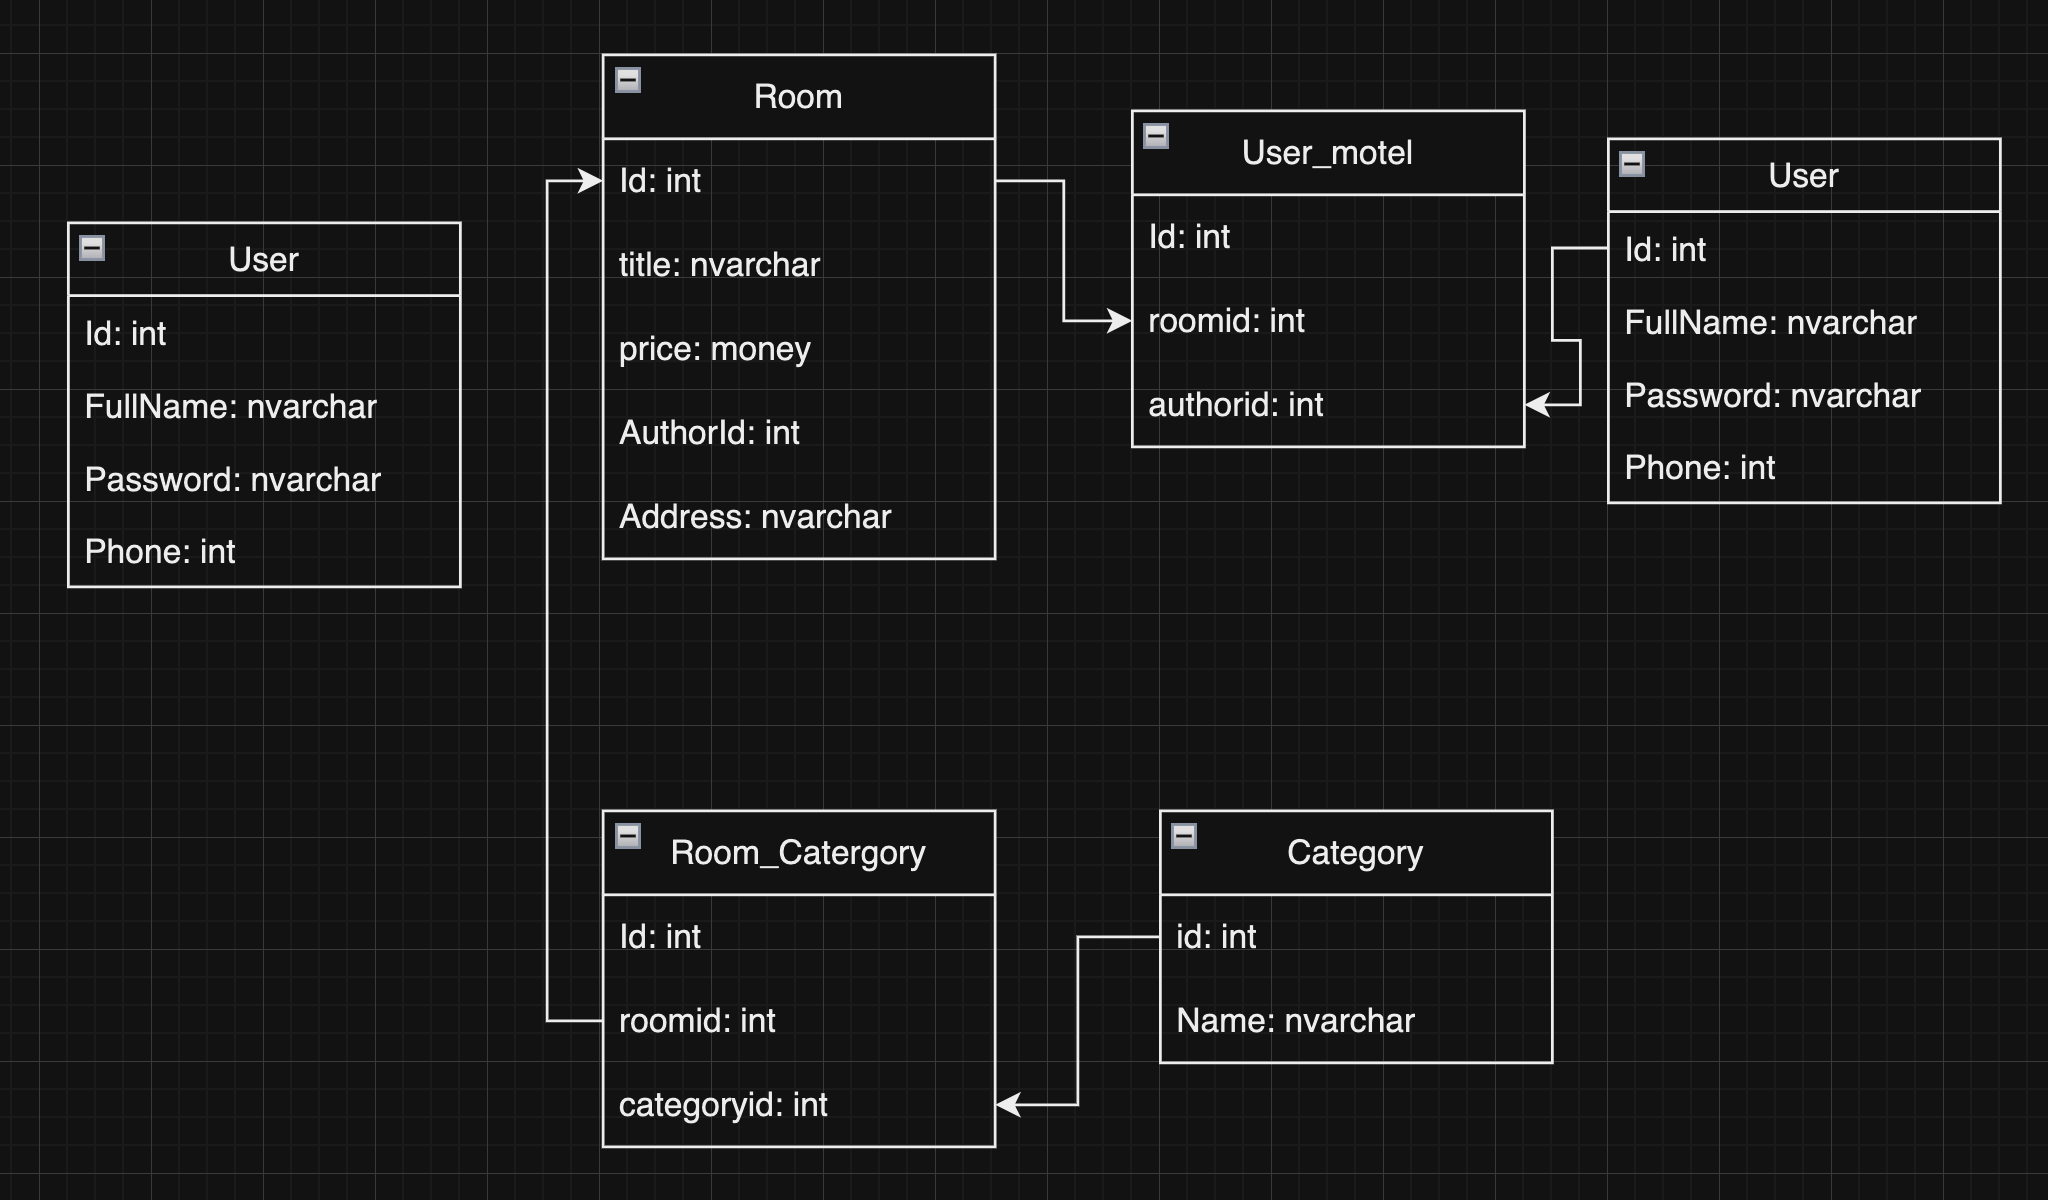 User
Id: int
FullName: nvarchar
Password: nvarchar
Phone: int
Room
Id: int
title: nvarchar
price: money
AuthorId: int
Address: nvarchar
User_motel
Id: int
roomid: int
authorid: int
User
Id: int
FullName: nvarchar
Password: nvarchar
Phone: int
Room_Catergory
Id: int
roomid: int
categoryid: int
Category
id: int
Name: nvarchar